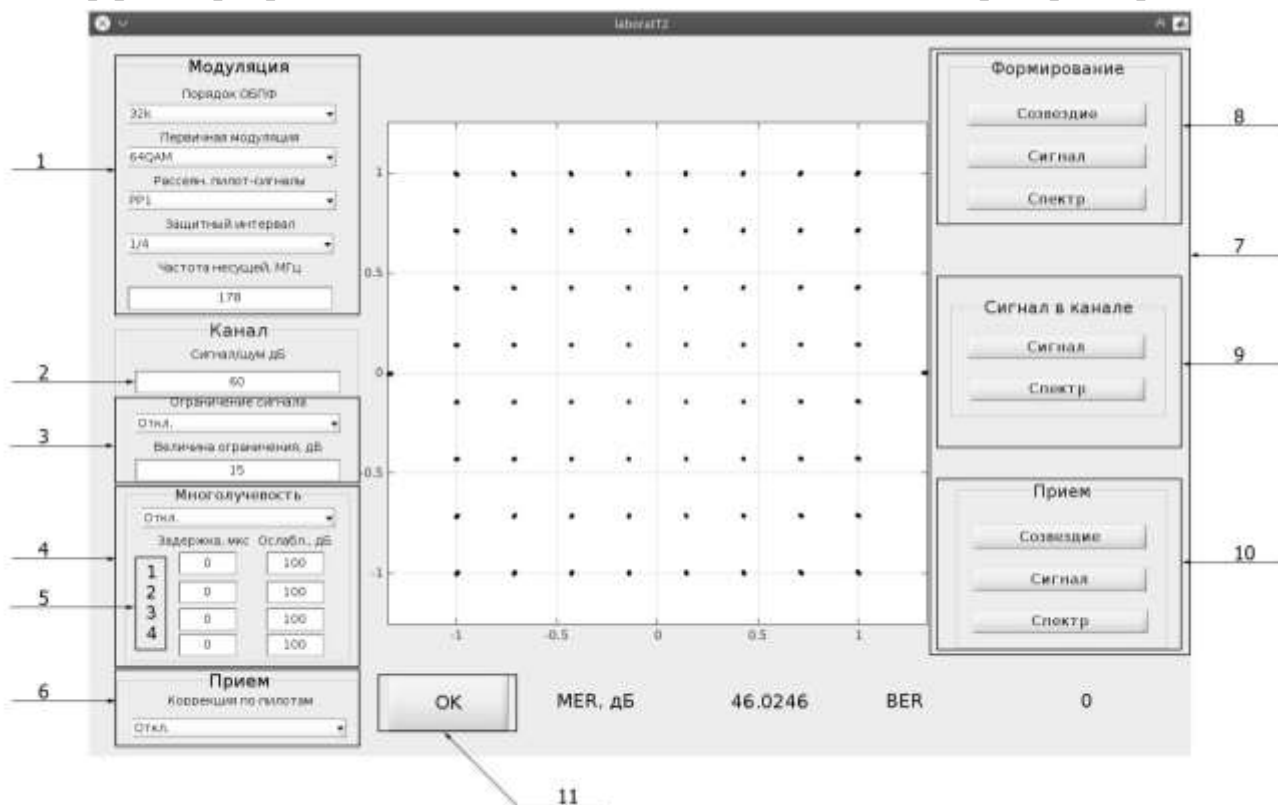 laboratT2
Модуляция
Порядок ОБПФ
32k
Первичная модуляция
64QAM
Рассеян. пилот-сигналы
PP1
Защитный интервал
1/4
Частота несущей, МГц
178
Канал
Сигнал/шум дБ
60
Ограничение сигнала
Откл.
Величина ограничения, дБ
15
Многолучевость
Откл.
Задержка, мкс Ослабл., дБ
1 0 100
2 0 100
3 0 100
4 0 100
Прием
Коррекция по пилотам
Откл.
1
2
3
4
5
6
1
0.5
0
-0.5
-1
-1 -0.5 0 0.5 1
OK MER, дБ 46.0246 BER 0
11
Формирование
Созвездие
Сигнал
Спектр
Сигнал в канале
Сигнал
Спектр
Прием
Созвездие
Сигнал
Спектр
8
7
9
10